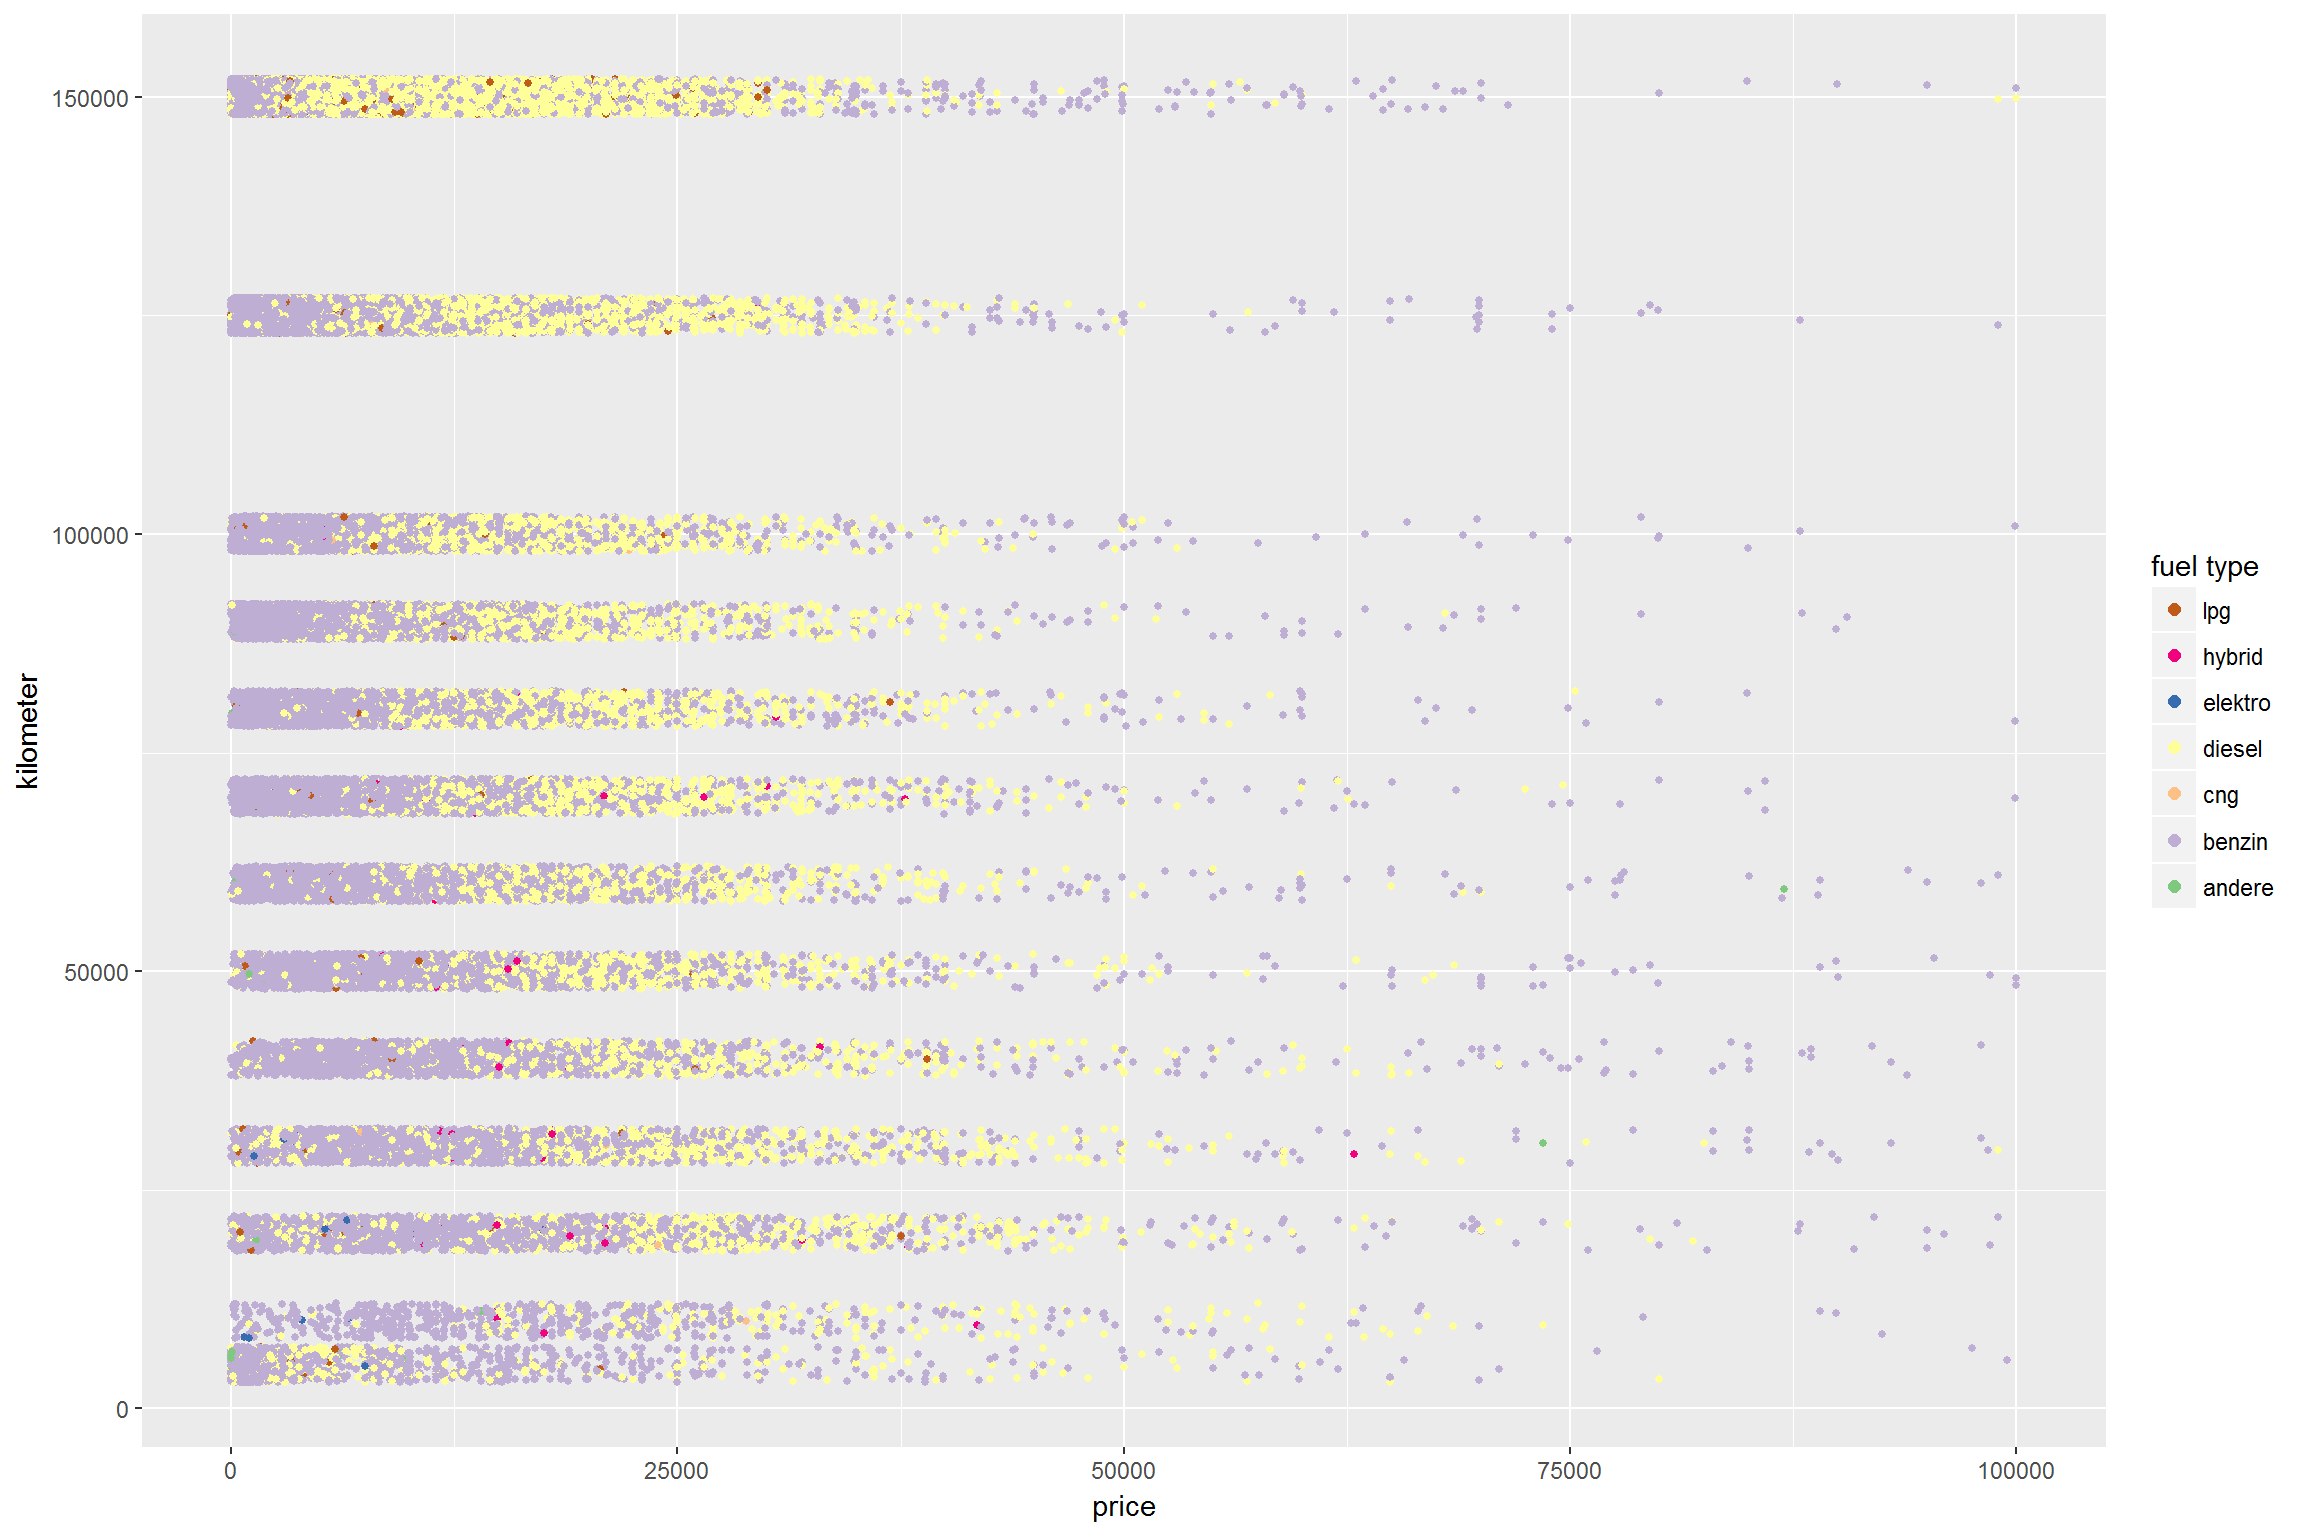 150000
100000
50000
0
kilometer
0 25000 50000 75000 100000
price
fuel type
lpg
hybrid
elektro
diesel
cng
benzin
andere